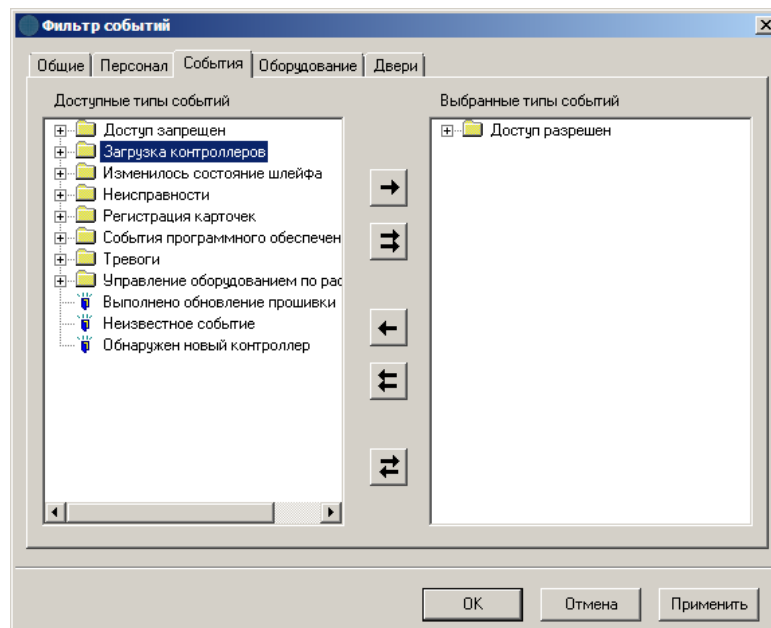 Фильтр событий
Общие Персонал События Оборудование Двери
Доступные типы событий
Доступ запрещен
Загрузка контроллеров
Изменилось состояние шлейфа
Неисправности
Регистрация карточек
События программного обеспечен
Тревоги
Управление оборудованием по рас
Выполнено обновление прошивки
Неизвестное событие
Обнаружен новый контроллер
Выбранные типы событий
Доступ разрешен
OK Отмена Применить